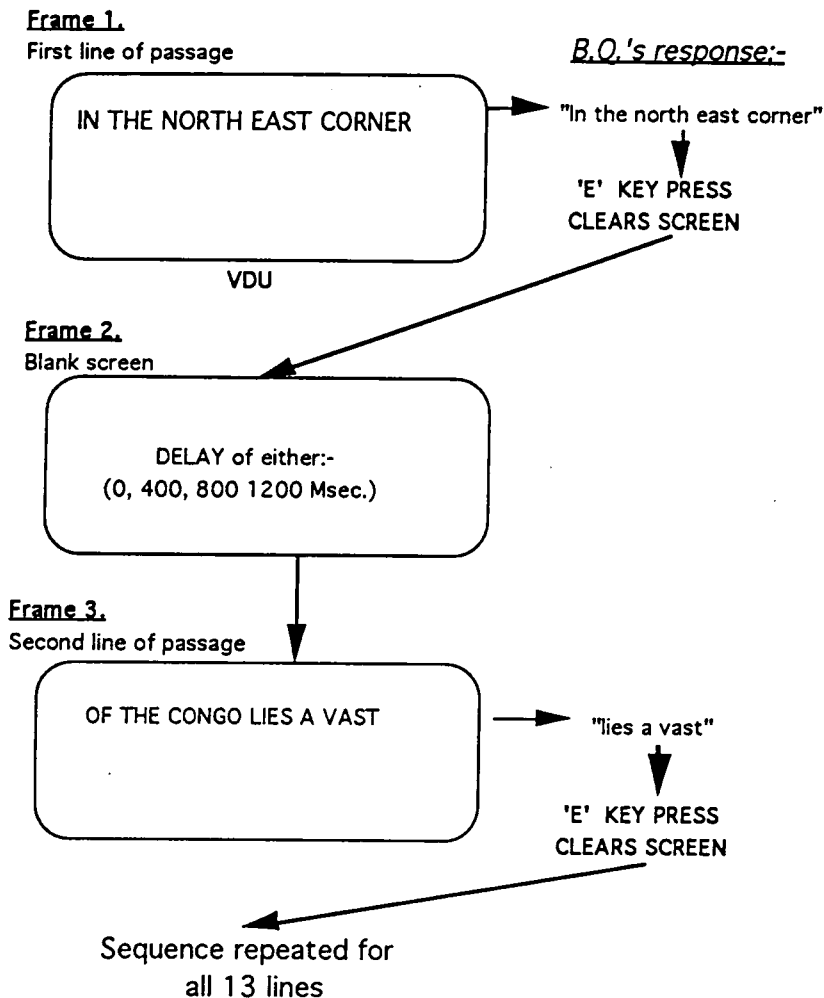 Frame 1.
First line of passage
B.O.'s response:-
IN THE NORTH EAST CORNER
"In the north east corner"
'E' KEY PRESS
CLEARS SCREEN
VDU
Frame 2.
Blank screen
DELAY of either:-
(0, 400, 800 1200 Msec.)
Frame 3.
Second line of passage
OF THE CONGO LIES A VAST
"lies a vast"
'E' KEY PRESS
CLEARS SCREEN
Sequence repeated for
all 13 lines